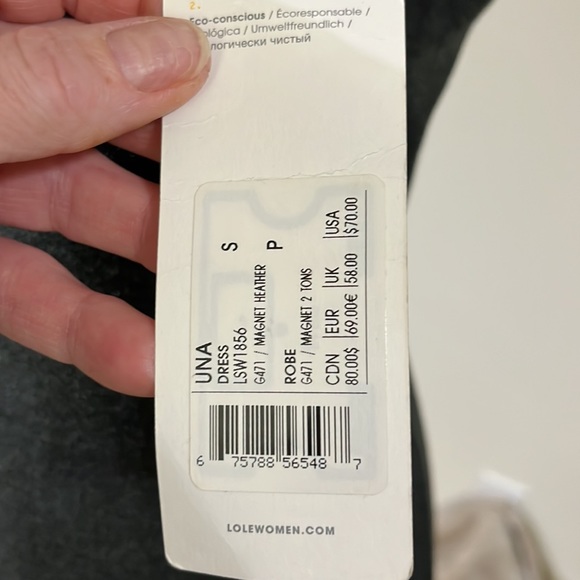 2.
Eco-conscious / Écoresponsable /
ológica / Umweltfreundlich /
логически чистый
UNA
DRESS S
LSW1856
G471 / MAGNET HEATHER
ROBE P
G471 / MAGNET 2 TONS
CDN | EUR | UK | USA
80.00$ | 69.00€ | 58.00 | $70.00
6 75788 56548 7
LOLEWOMEN.COM